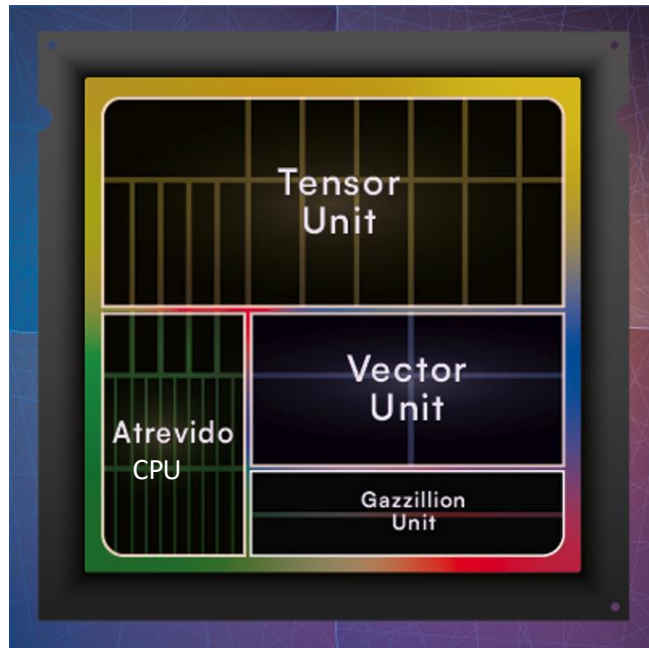 Tensor
Unit
Vector
Unit
Atrevido
CPU
Gazzillion
Unit